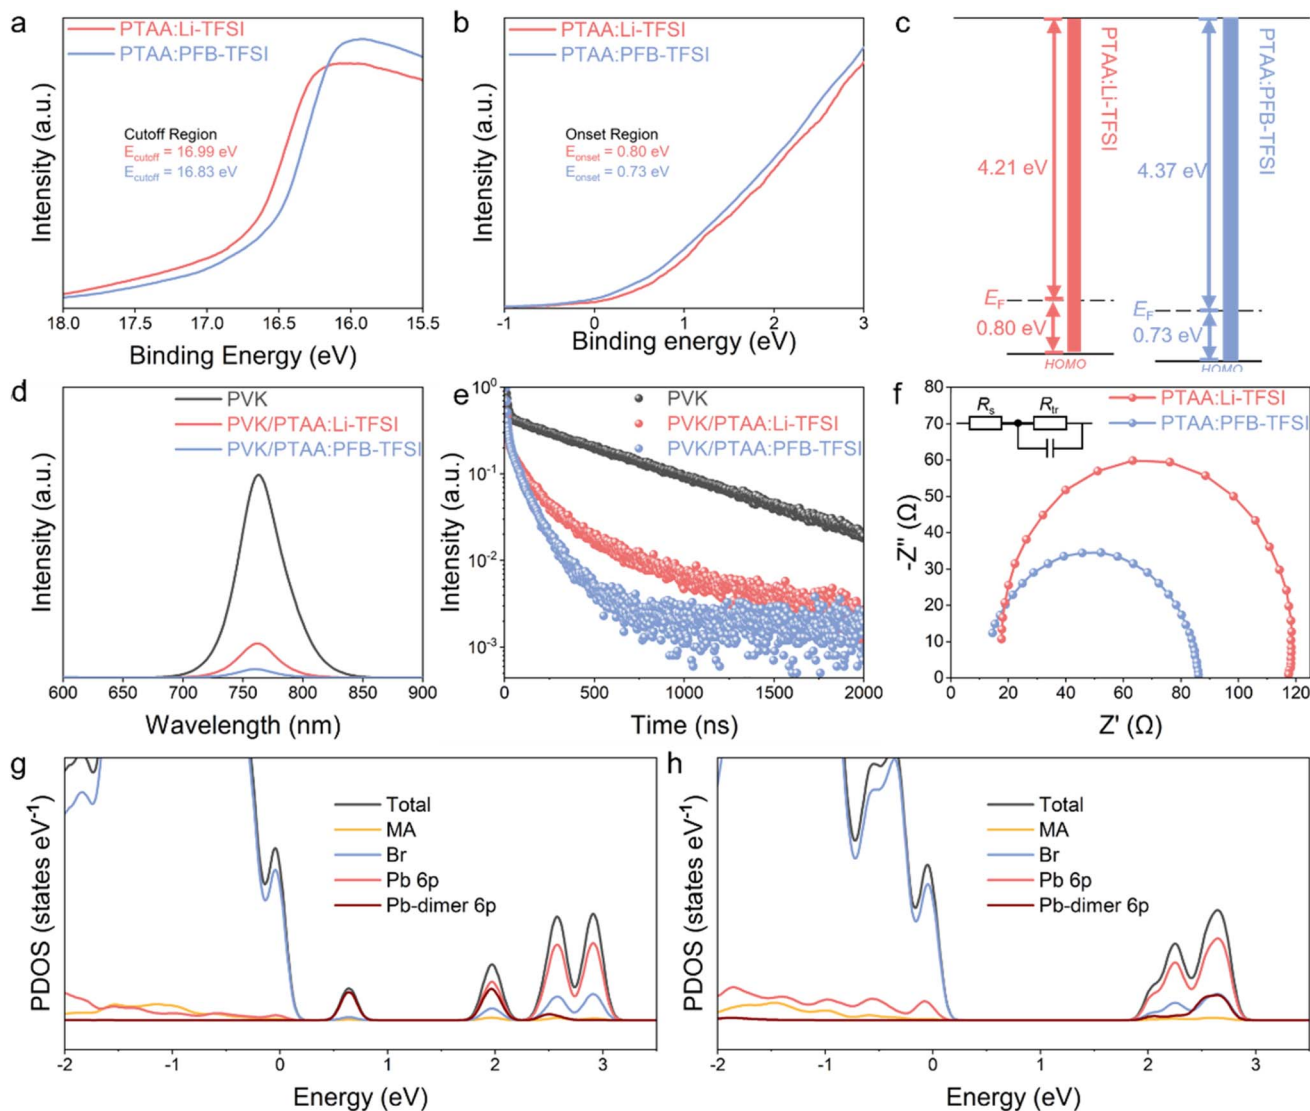 a
PTAA:Li-TFSI
PTAA:PFB-TFSI
Cutoff Region
Ecutoff = 16.99 eV
Ecutoff = 16.83 eV
Intensity (a.u.)
18.0 17.5 17.0 16.5 16.0 15.5
Binding Energy (eV)
b
PTAA:Li-TFSI
PTAA:PFB-TFSI
Onset Region
Eonset = 0.80 eV
Eonset = 0.73 eV
Intensity (a.u.)
-1 0 1 2 3
Binding energy (eV)
c
PTAA:Li-TFSI
PTAA:PFB-TFSI
4.21 eV
4.37 eV
EF
EF
0.80 eV
0.73 eV
HOMO
HOMO
d
PVK
PVK/PTAA:Li-TFSI
PVK/PTAA:PFB-TFSI
Intensity (a.u.)
600 650 700 750 800 850 900
Wavelength (nm)
e
PVK
PVK/PTAA:Li-TFSI
PVK/PTAA:PFB-TFSI
Intensity (a.u.)
10⁰
10⁻¹
10⁻²
10⁻³
0 500 1000 1500 2000
Time (ns)
f
PTAA:Li-TFSI
PTAA:PFB-TFSI
Rs
Rtr
-Z" (Ω)
80
70
60
50
40
30
20
10
0
0 20 40 60 80 100 120
Z' (Ω)
g
Total
MA
Br
Pb 6p
Pb-dimer 6p
PDOS (states eV⁻¹)
-2 -1 0 1 2 3
Energy (eV)
h
Total
MA
Br
Pb 6p
Pb-dimer 6p
PDOS (states eV⁻¹)
-2 -1 0 1 2 3
Energy (eV)